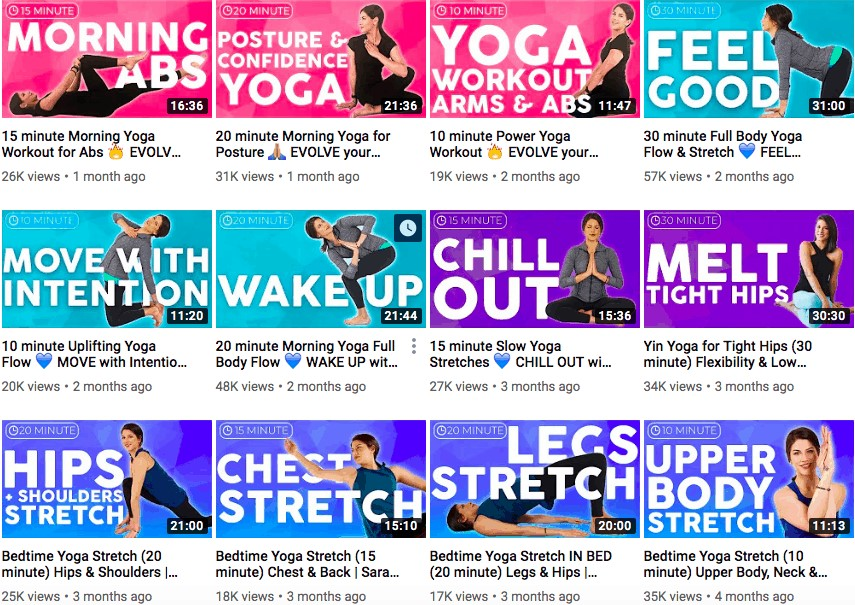 15 MINUTE
MORNING
ABS
16:36
15 minute Morning Yoga
Workout for Abs 🔥 EVOLV...
26K views • 1 month ago
20 MINUTE
POSTURE &
CONFIDENCE
YOGA
21:36
20 minute Morning Yoga for
Posture 🙏🏽 EVOLVE your...
31K views • 1 month ago
10 MINUTE
YOGA
WORKOUT
ARMS & ABS
11:47
10 minute Power Yoga
Workout 🔥 EVOLVE your...
19K views • 2 months ago
30 MINUTE
FEEL
GOOD
31:00
30 minute Full Body Yoga
Flow & Stretch 💙 FEEL...
57K views • 2 months ago
10 MINUTE
MOVE WITH
INTENTION
11:20
10 minute Uplifting Yoga
Flow 💙 MOVE with Intentio...
20K views • 2 months ago
20 MINUTE
WAKE UP
21:44
20 minute Morning Yoga Full
Body Flow 💙 WAKE UP wit...
48K views • 2 months ago
15 MINUTE
CHILL
OUT
15:36
15 minute Slow Yoga
Stretches 💙 CHILL OUT wi...
27K views • 3 months ago
30 MINUTE
MELT
TIGHT HIPS
30:30
Yin Yoga for Tight Hips (30
minute) Flexibility & Low...
34K views • 3 months ago
20 MINUTE
HIPS
+ SHOULDERS
STRETCH
21:00
Bedtime Yoga Stretch (20
minute) Hips & Shoulders |...
25K views • 3 months ago
15 MINUTE
CHEST
STRETCH
15:10
Bedtime Yoga Stretch (15
minute) Chest & Back | Sara...
18K views • 3 months ago
20 MINUTE
LEGS
STRETCH
20:00
Bedtime Yoga Stretch IN BED
(20 minute) Legs & Hips |...
17K views • 3 months ago
10 MINUTE
UPPER
BODY
STRETCH
11:13
Bedtime Yoga Stretch (10
minute) Upper Body, Neck &...
35K views • 4 months ago